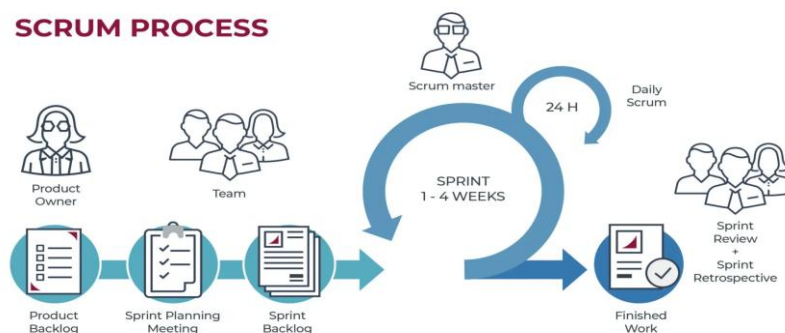 SCRUM PROCESS
Scrum master
24 H
Daily
Scrum
Product
Owner
Team
SPRINT
1 - 4 WEEKS
Sprint
Review
+
Sprint
Retrospective
Product
Backlog
Sprint Planning
Meeting
Sprint
Backlog
Finished
Work